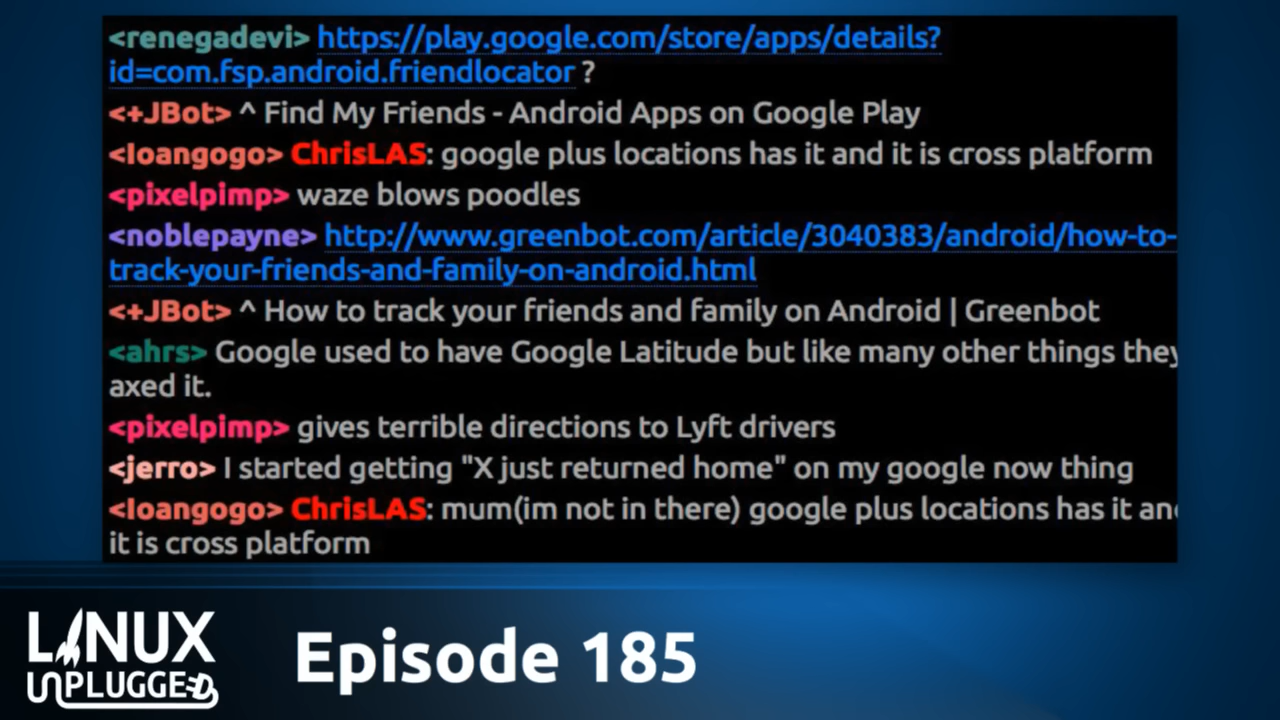 <renegadevi> https://play.google.com/store/apps/details?
id=com.fsp.android.friendlocator ?
<+JBot> ^ Find My Friends - Android Apps on Google Play
<Ioangogo> ChrisLAS: google plus locations has it and it is cross platform
<pixelpimp> waze blows poodles
<noblepayne> http://www.greenbot.com/article/3040383/android/how-to-
track-your-friends-and-family-on-android.html
<+JBot> ^ How to track your friends and family on Android | Greenbot
<ahrs> Google used to have Google Latitude but like many other things they
axed it.
<pixelpimp> gives terrible directions to Lyft drivers
<jerro> I started getting "X just returned home" on my google now thing
<Ioangogo> ChrisLAS: mum(im not in there) google plus locations has it an
it is cross platform
LINUX
UNPLUGGED
Episode 185